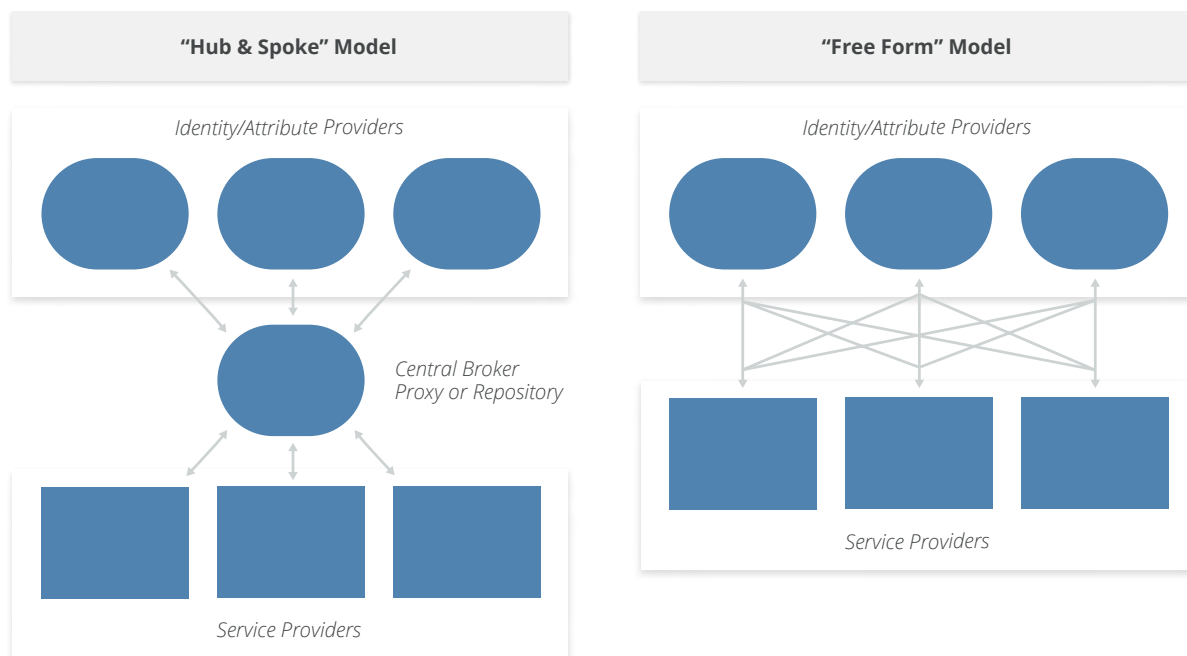 “Hub & Spoke” Model
Identity/Attribute Providers
Central Broker
Proxy or Repository
Service Providers
“Free Form” Model
Identity/Attribute Providers
Service Providers